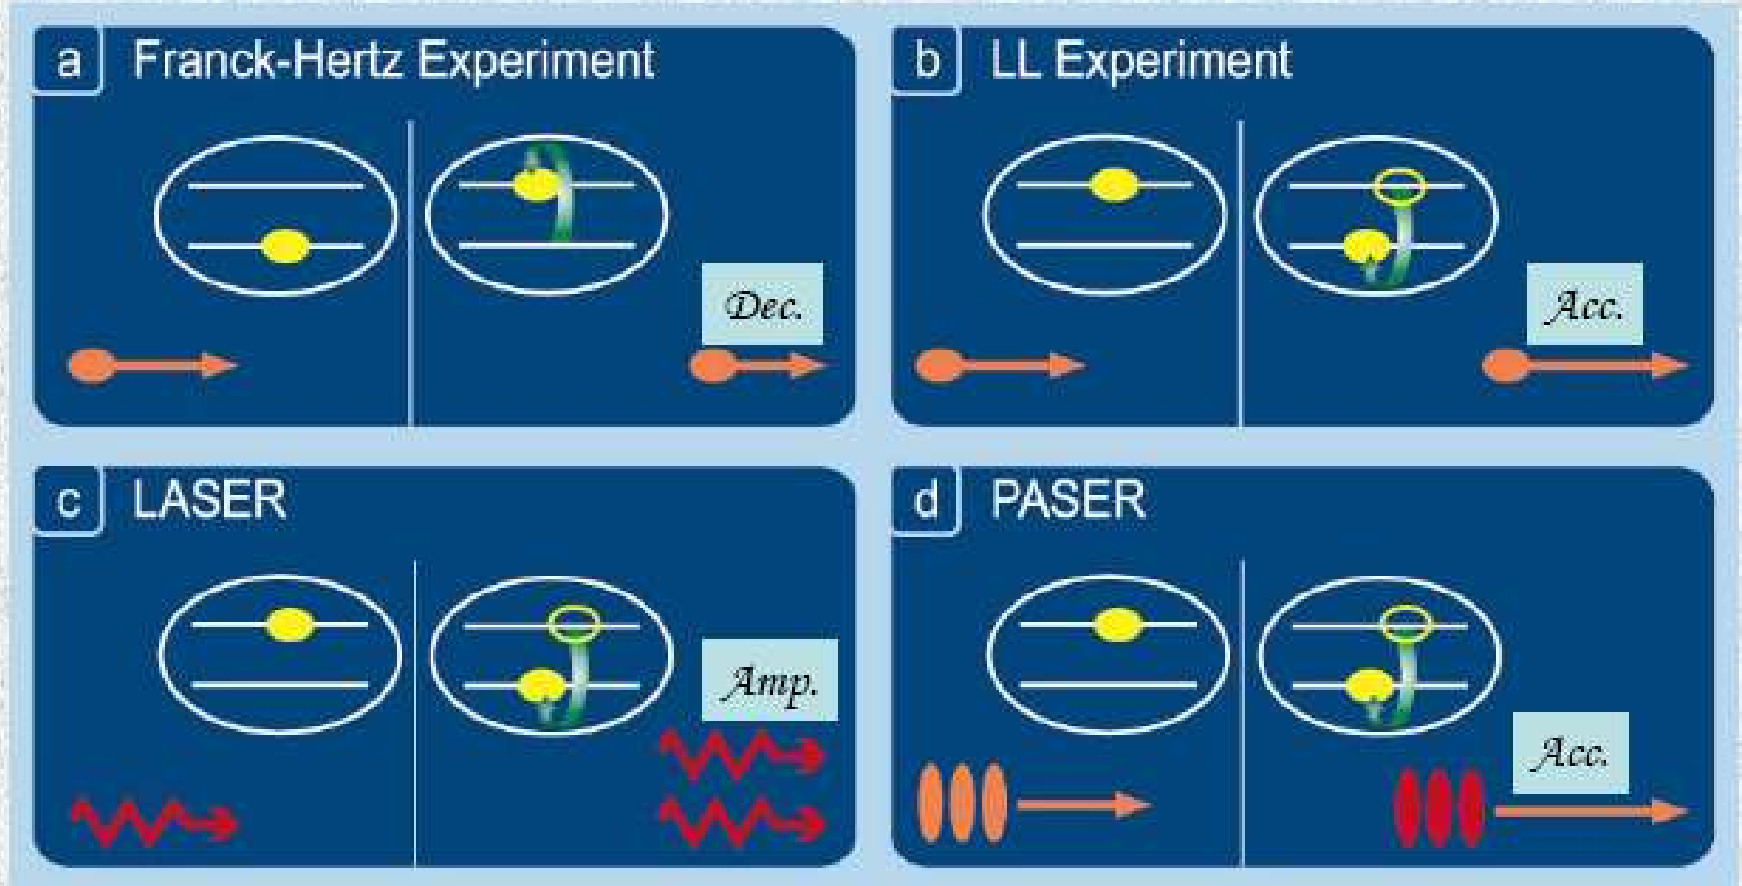 a Franck-Hertz Experiment
Dec.
b LL Experiment
Acc.
c LASER
Amp.
d PASER
Acc.